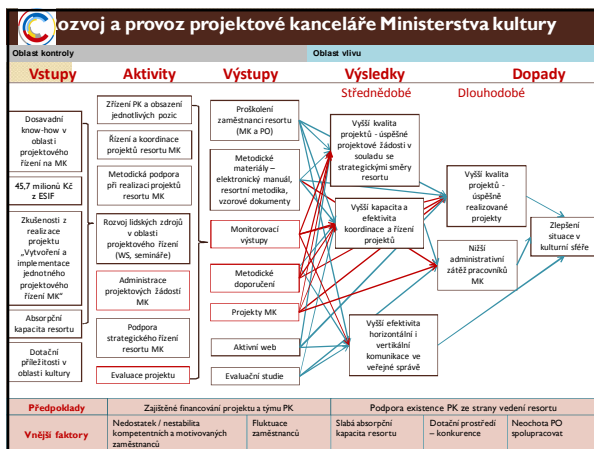 Rozvoj a provoz projektové kanceláře Ministerstva kultury
Oblast kontroly
Oblast vlivu
Vstupy
Aktivity
Výstupy
Výsledky
Dopady
Střednědobé
Dlouhodobé
Dosavadní
know-how v
oblasti
projektového
řízení na MK
45,7 milionů Kč
z ESIF
Zkušenosti z
realizace
projektu
„Vytvoření a
implementace
jednotného
projektového
řízení MK"
Absorpční
kapacita resortu
Dotační
příležitosti v
oblasti kultury
Zřízení PK a obsazení
jednotlivých pozic
Řízení a koordinace
projektů resortu MK
Metodická podpora
při realizaci projektů
resortu MK
Rozvoj lidských zdrojů v
oblasti projektového řízení
(WS, semináře)
Administrace
projektových žádostí
MK
Podpora
strategického řízení
resortu MK
Evaluace projektu
Proškolení
zaměstnanci resortu
(MK a PO)
Metodické
materiály –
elektronický manuál,
resortní metodika,
vzorové dokumenty
Monitorovací
výstupy
Metodické
doporučení
Projekty MK
Aktivní web
Evaluační studie
Vyšší kvalita
projektů - úspěšné
projektové žádosti v
souladu se
strategickými směry
resortu
Vyšší kapacita a
efektivita
koordinace a řízení
projektů
Vyšší efektivita
horizontální i
vertikální
komunikace ve
veřejné správě
Vyšší kvalita
projektů -
úspěšně
realizované
projekty
Nižší
administrativní
zátěž pracovníků
MK
Zlepšení
situace v
kulturní sféře
Předpoklady
Zajištěné financování projektu a týmu PK
Podpora existence PK ze strany vedení resortu
Vnější faktory
Nedostatek / nestabilita
kompetentních a motivovaných
zaměstnanců
Fluktuace
zaměstnanců
Slabá absorpční
kapacita resortu
Dotační prostředí
– konkurence
Neochota PO
spolupracovat